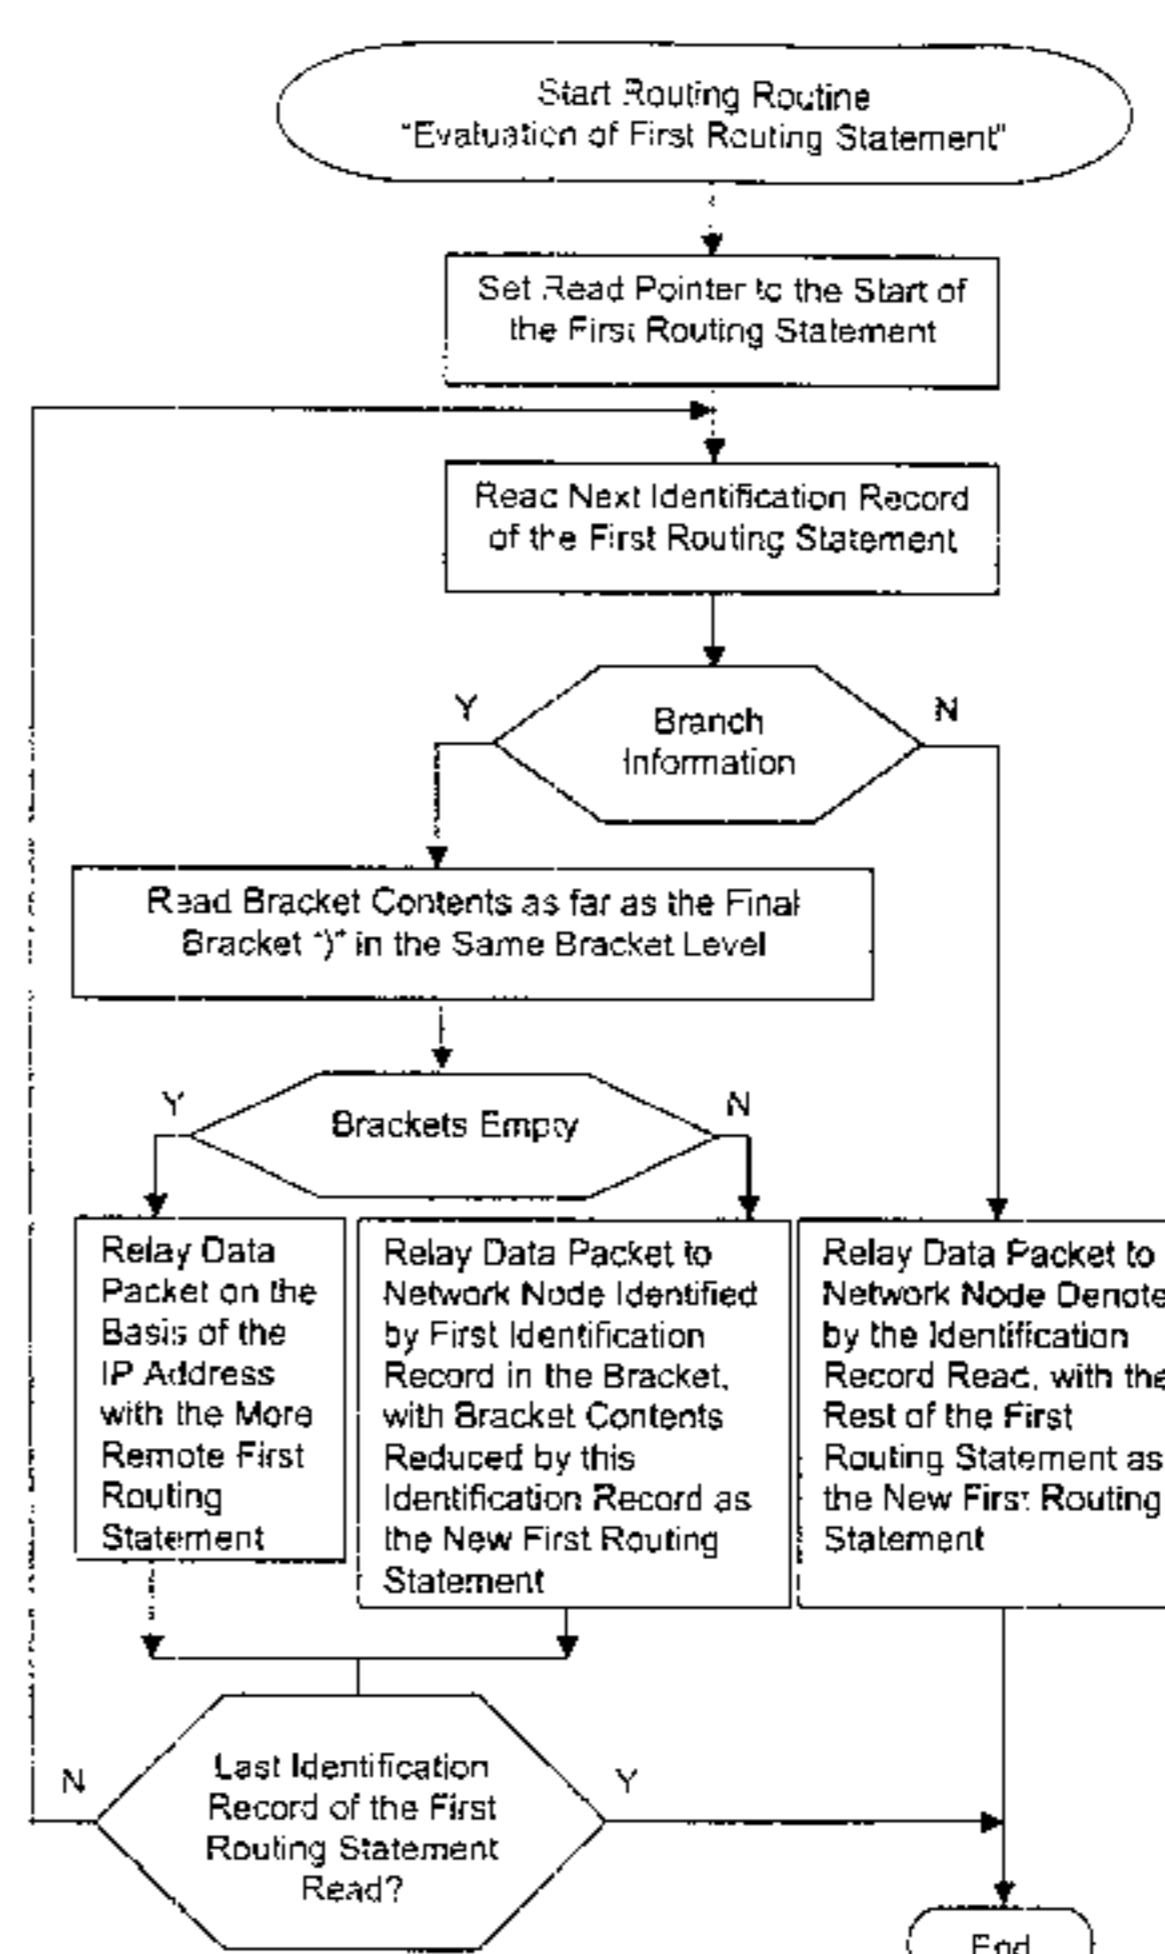 Start Routing Routine
"Evaluation of First Routing Statement"
Set Read Pointer to the Start of
the First Routing Statement
Read Next Identification Record
of the First Routing Statement
Y
N
Branch
Information
Read Bracket Contents as far as the Final
Bracket ")" in the Same Bracket Level
Y
N
Brackets Empty
Relay Data
Packet on the
Basis of the
IP Address
with the More
Remote First
Routing
Statement
Relay Data Packet to
Network Node Identified
by First Identification
Record in the Bracket,
with Bracket Contents
Reduced by this
Identification Record as
the New First Routing
Statement
Relay Data Packet to
Network Node Denote
by the Identification
Record Read, with the
Rest of the First
Routing Statement as
the New First Routing
Statement
N
Y
Last Identification
Record of the First
Routing Statement
Read?
End